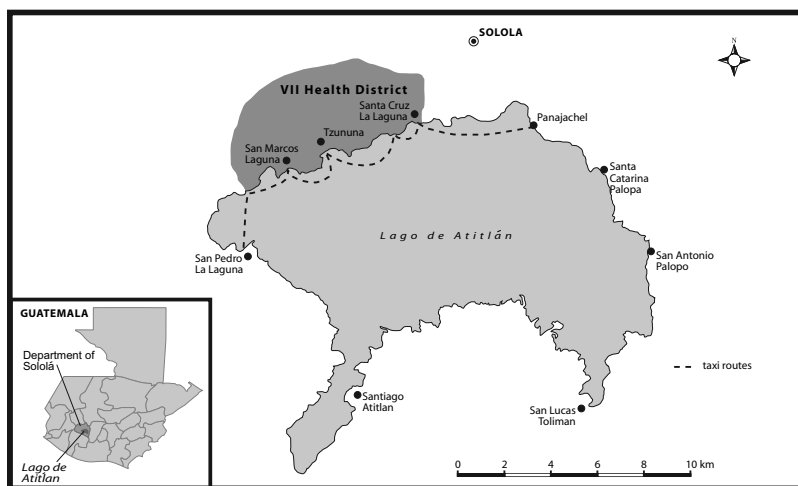 SOLOLA
N
VII Health District
Santa Cruz
La Laguna
Tzununa
San Marcos
Laguna
Panajachel
Santa
Catarina
Palopa
Lago de Atitlán
San Pedro
La Laguna
San Antonio
Palopo
GUATEMALA
Department of
Sololá
Lago de
Atitlan
taxi routes
Santiago
Atitlan
San Lucas
Toliman
0 2 4 6 8 10 km